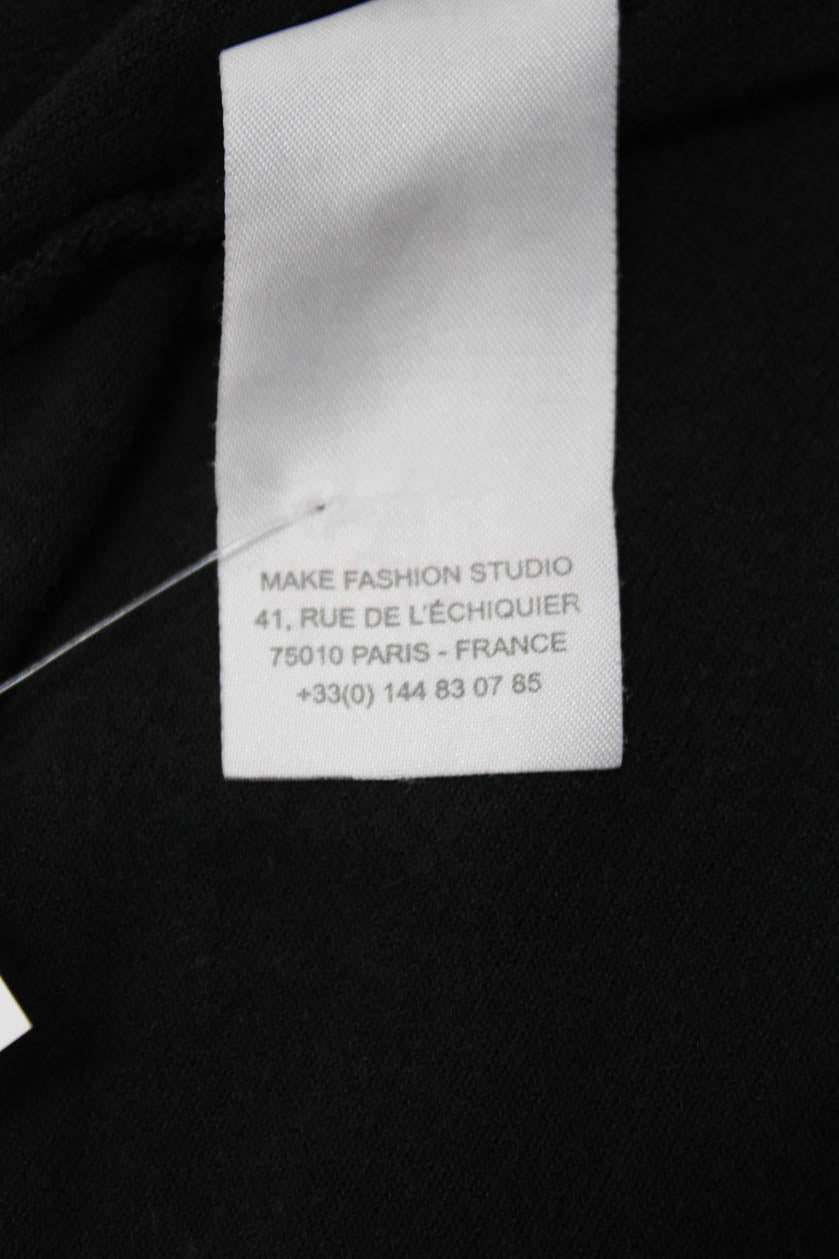 MAKE FASHION STUDIO
41, RUE DE L'ÉCHIQUIER
75010 PARIS - FRANCE
+33(0) 144 83 07 85